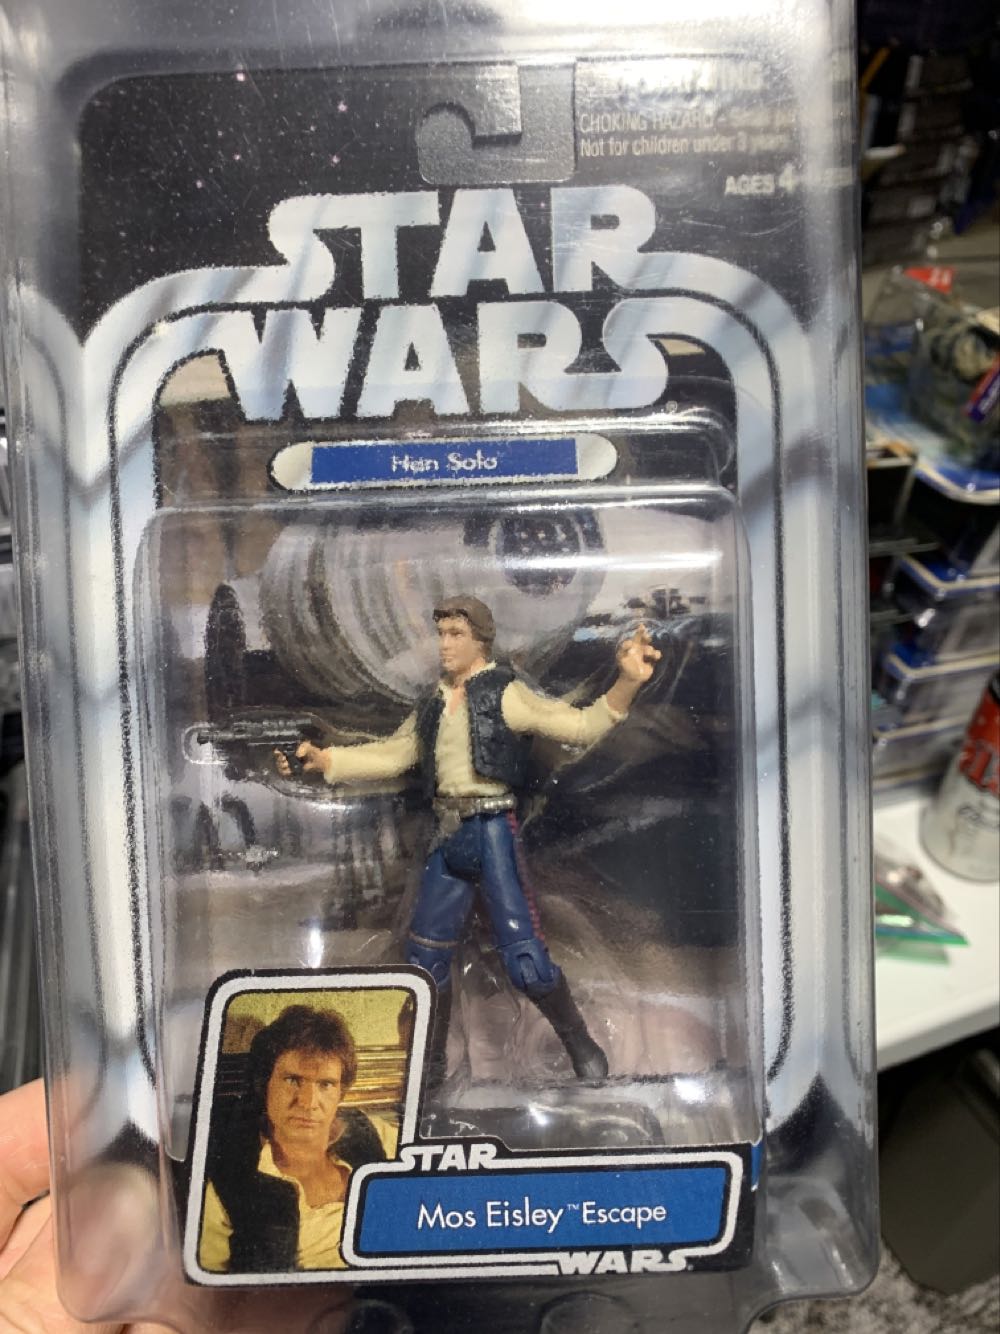 CHOKING HAZARD
Not for children under 3 years
AGES 4
STAR
WARS
Han Solo
STAR
Mos Eisley™ Escape
WARS